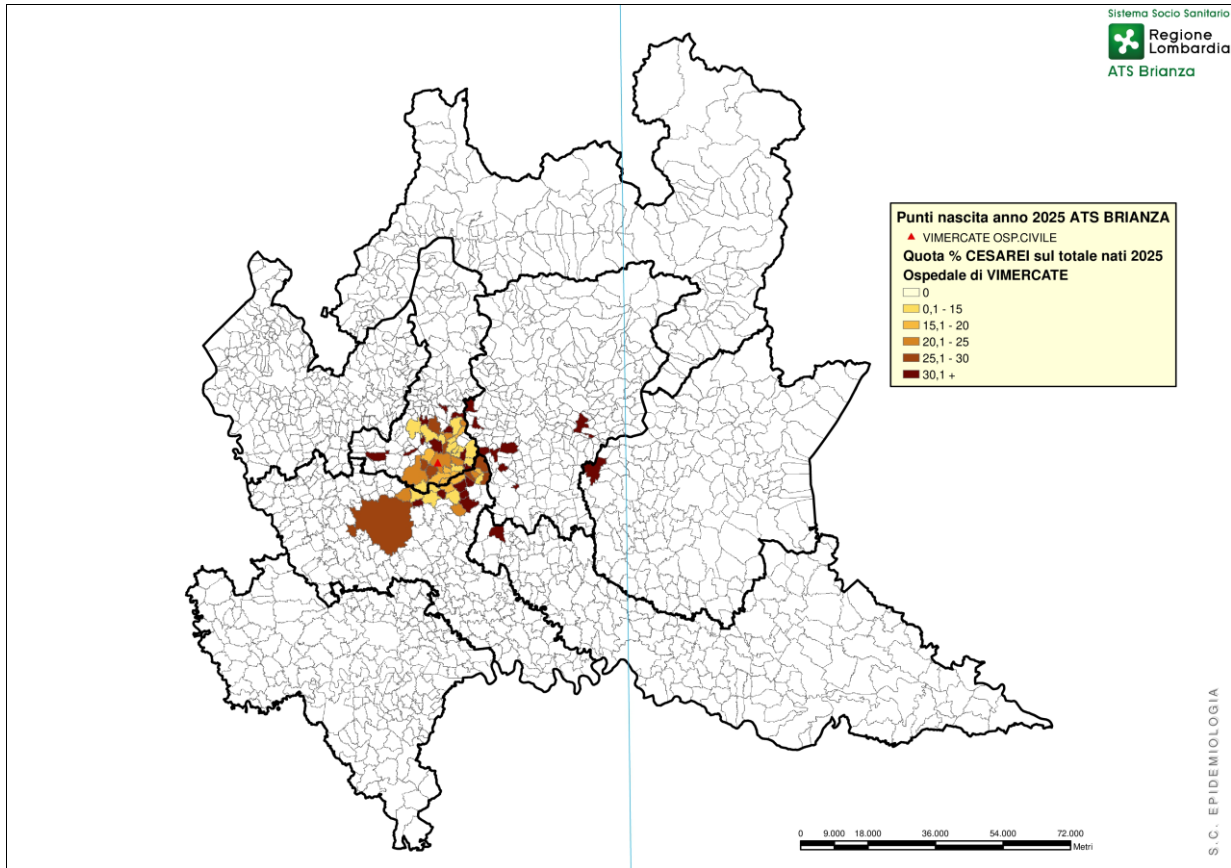 Sistema Socio Sanitario
Regione
Lombardia
ATS Brianza
Punti nascita anno 2025 ATS BRIANZA
VIMERCATE OSP.CIVILE
Quota % CESAREI sul totale nati 2025
Ospedale di VIMERCATE
0
0,1 - 15
15,1 - 20
20,1 - 25
25,1 - 30
30,1 +
S.C. EPIDEMIOLOGIA
0 9.000 18.000 36.000 54.000 72.000
Metri